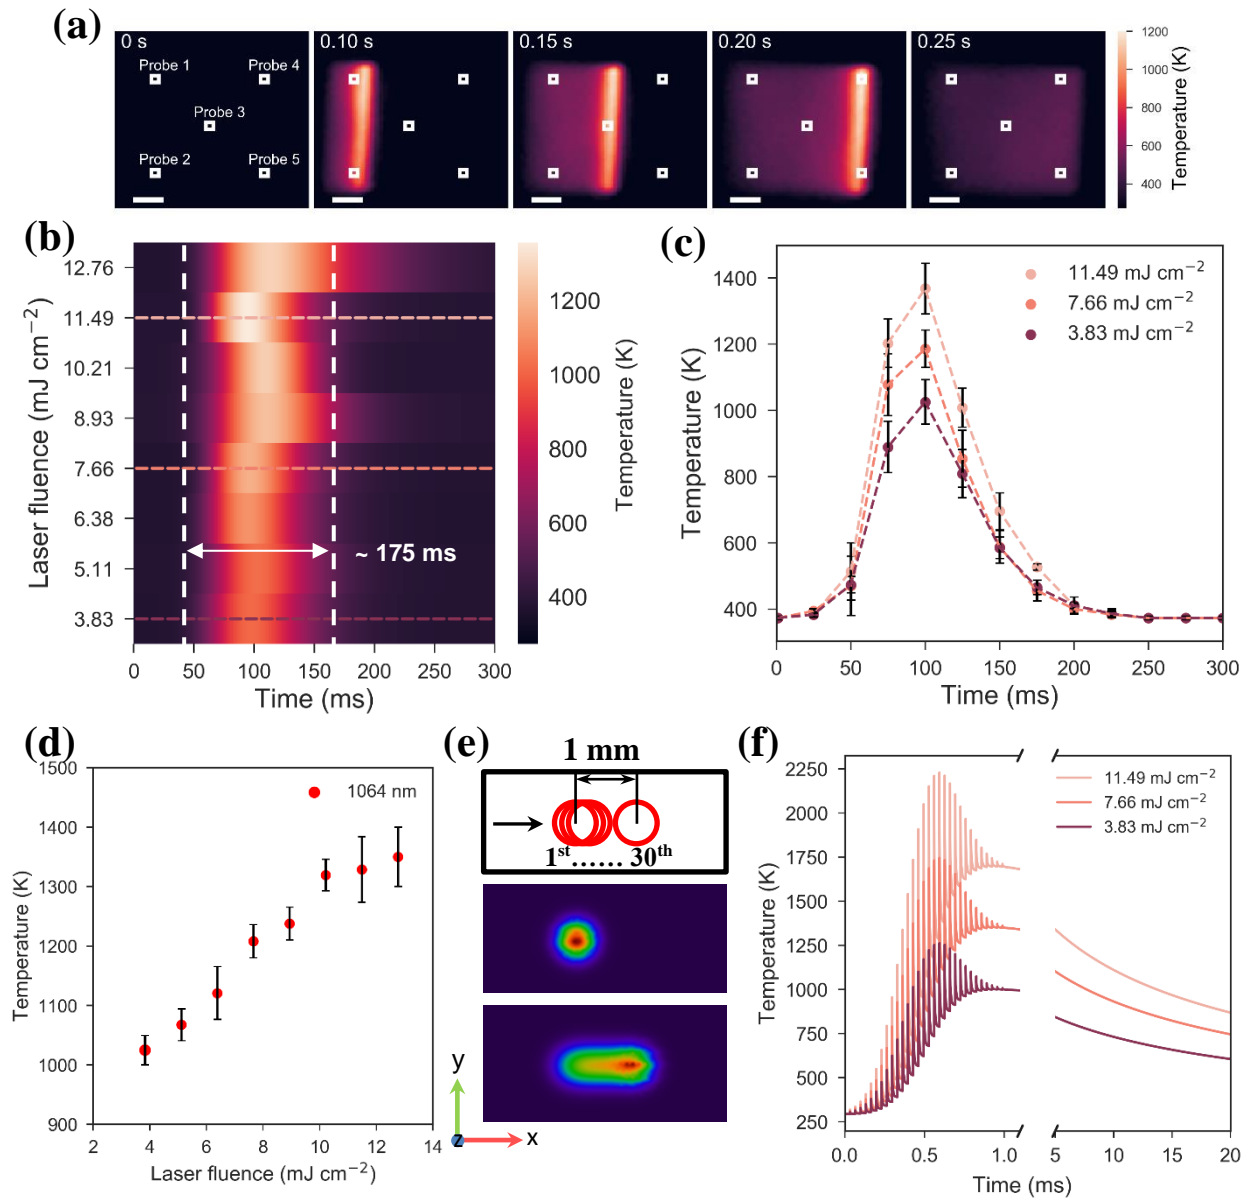 (a)
0 s
0.10 s
0.15 s
0.20 s
0.25 s
Probe 1
Probe 4
Probe 3
Probe 2
Probe 5
1200
1000
800
600
400
Temperature (K)
(b)
12.76
11.49
10.21
8.93
7.66
6.38
5.11
3.83
Laser fluence (mJ cm⁻²)
~ 175 ms
0 50 100 150 200 250 300
Time (ms)
1200
1000
800
600
400
Temperature (K)
(c)
11.49 mJ cm⁻²
7.66 mJ cm⁻²
3.83 mJ cm⁻²
1400
1200
1000
800
600
400
Temperature (K)
0 50 100 150 200 250 300
Time (ms)
(d)
1064 nm
1500
1400
1300
1200
1100
1000
900
Temperature (K)
2 4 6 8 10 12 14
Laser fluence (mJ cm⁻²)
(e)
1 mm
1st...... 30th
y
z
x
(f)
11.49 mJ cm⁻²
7.66 mJ cm⁻²
3.83 mJ cm⁻²
2250
2000
1750
1500
1250
1000
750
500
250
Temperature (K)
0.0 0.5 1.0 5 10 15 20
Time (ms)